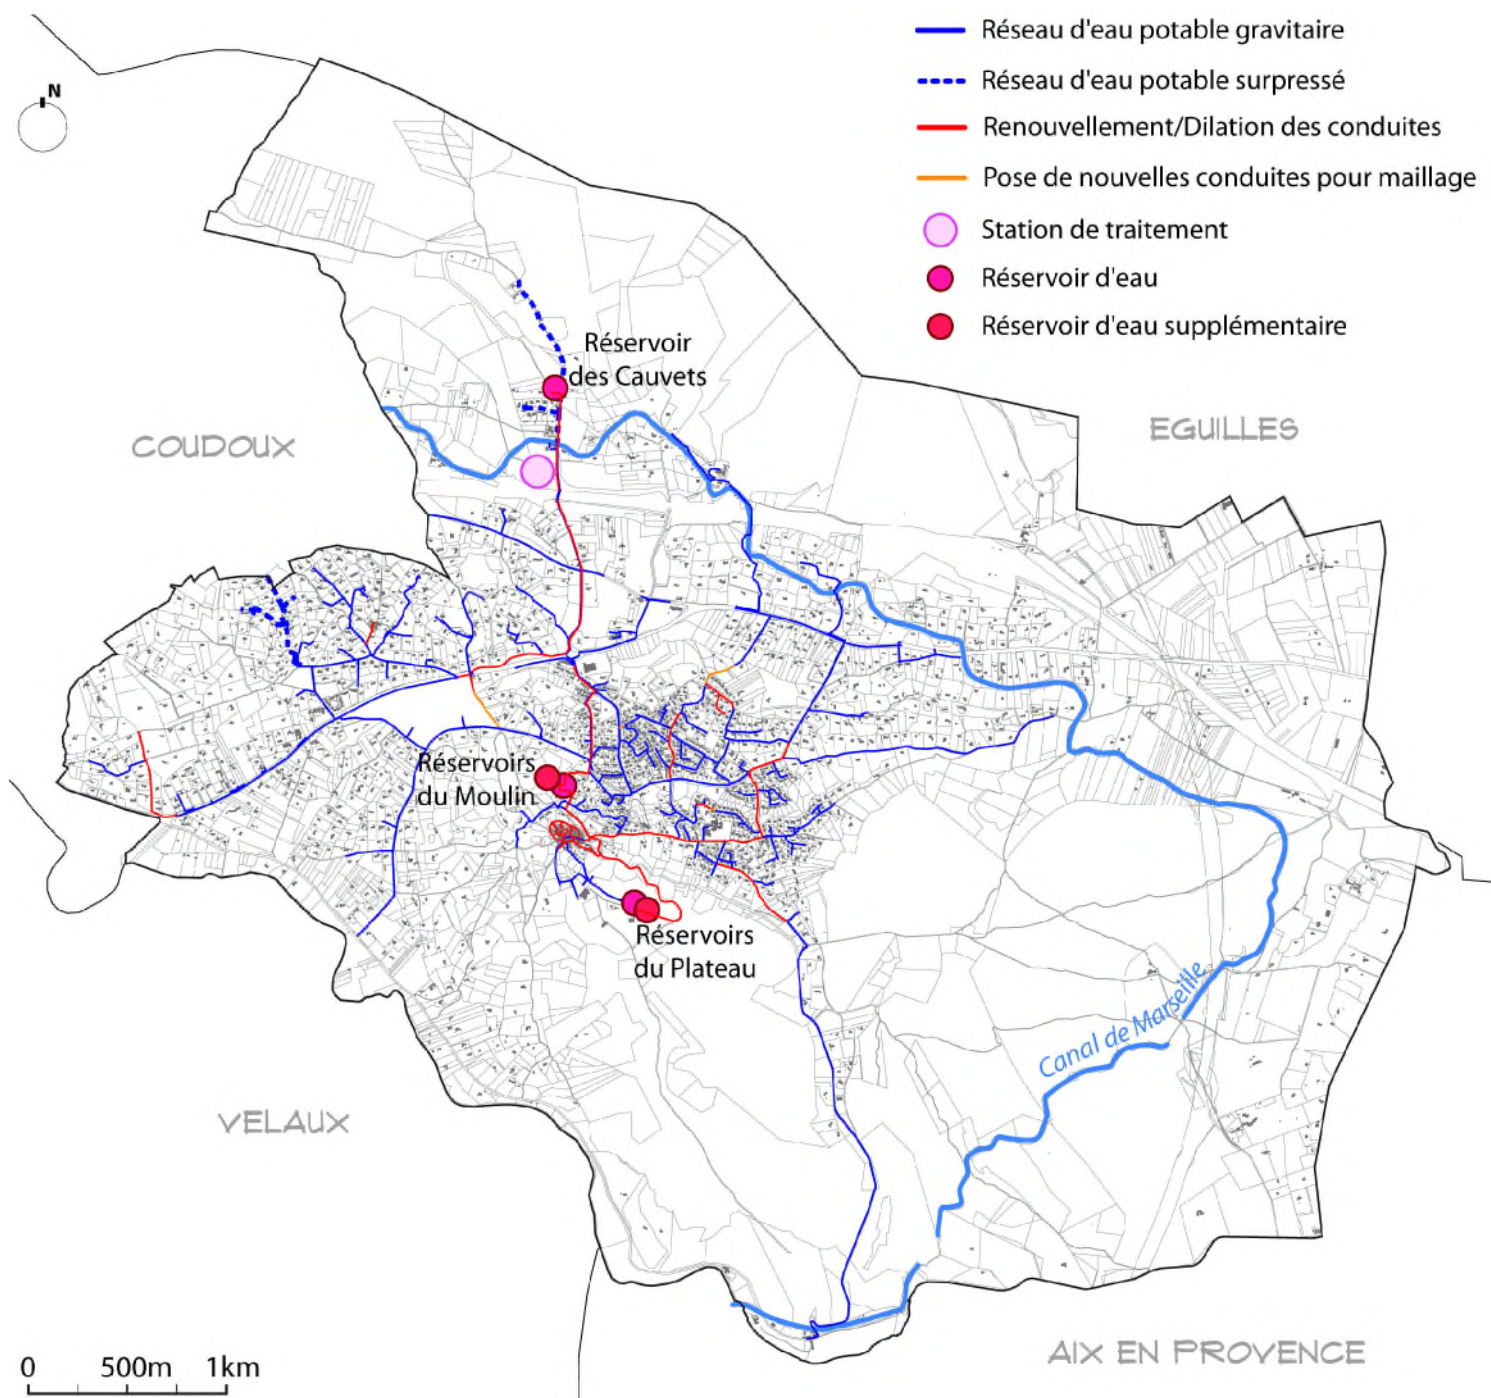 Réseau d'eau potable gravitaire
Réseau d'eau potable surpressé
Renouvellement/Dilation des conduites
Pose de nouvelles conduites pour maillage
Station de traitement
Réservoir d'eau
Réservoir d'eau supplémentaire
N
Réservoir
des Cauvets
COUDOUX
EGUILLES
Réservoirs
du Moulin
Réservoirs
du Plateau
Canal de Marseille
VELAUX
AIX EN PROVENCE
0 500m 1km